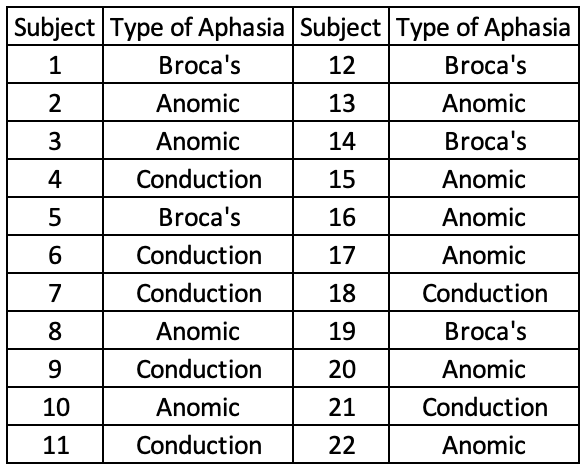 Subject Type of Aphasia Subject Type of Aphasia
1 Broca's 12 Broca's
2 Anomic 13 Anomic
3 Anomic 14 Broca's
4 Conduction 15 Anomic
5 Broca's 16 Anomic
6 Conduction 17 Anomic
7 Conduction 18 Conduction
8 Anomic 19 Broca's
9 Conduction 20 Anomic
10 Anomic 21 Conduction
11 Conduction 22 Anomic